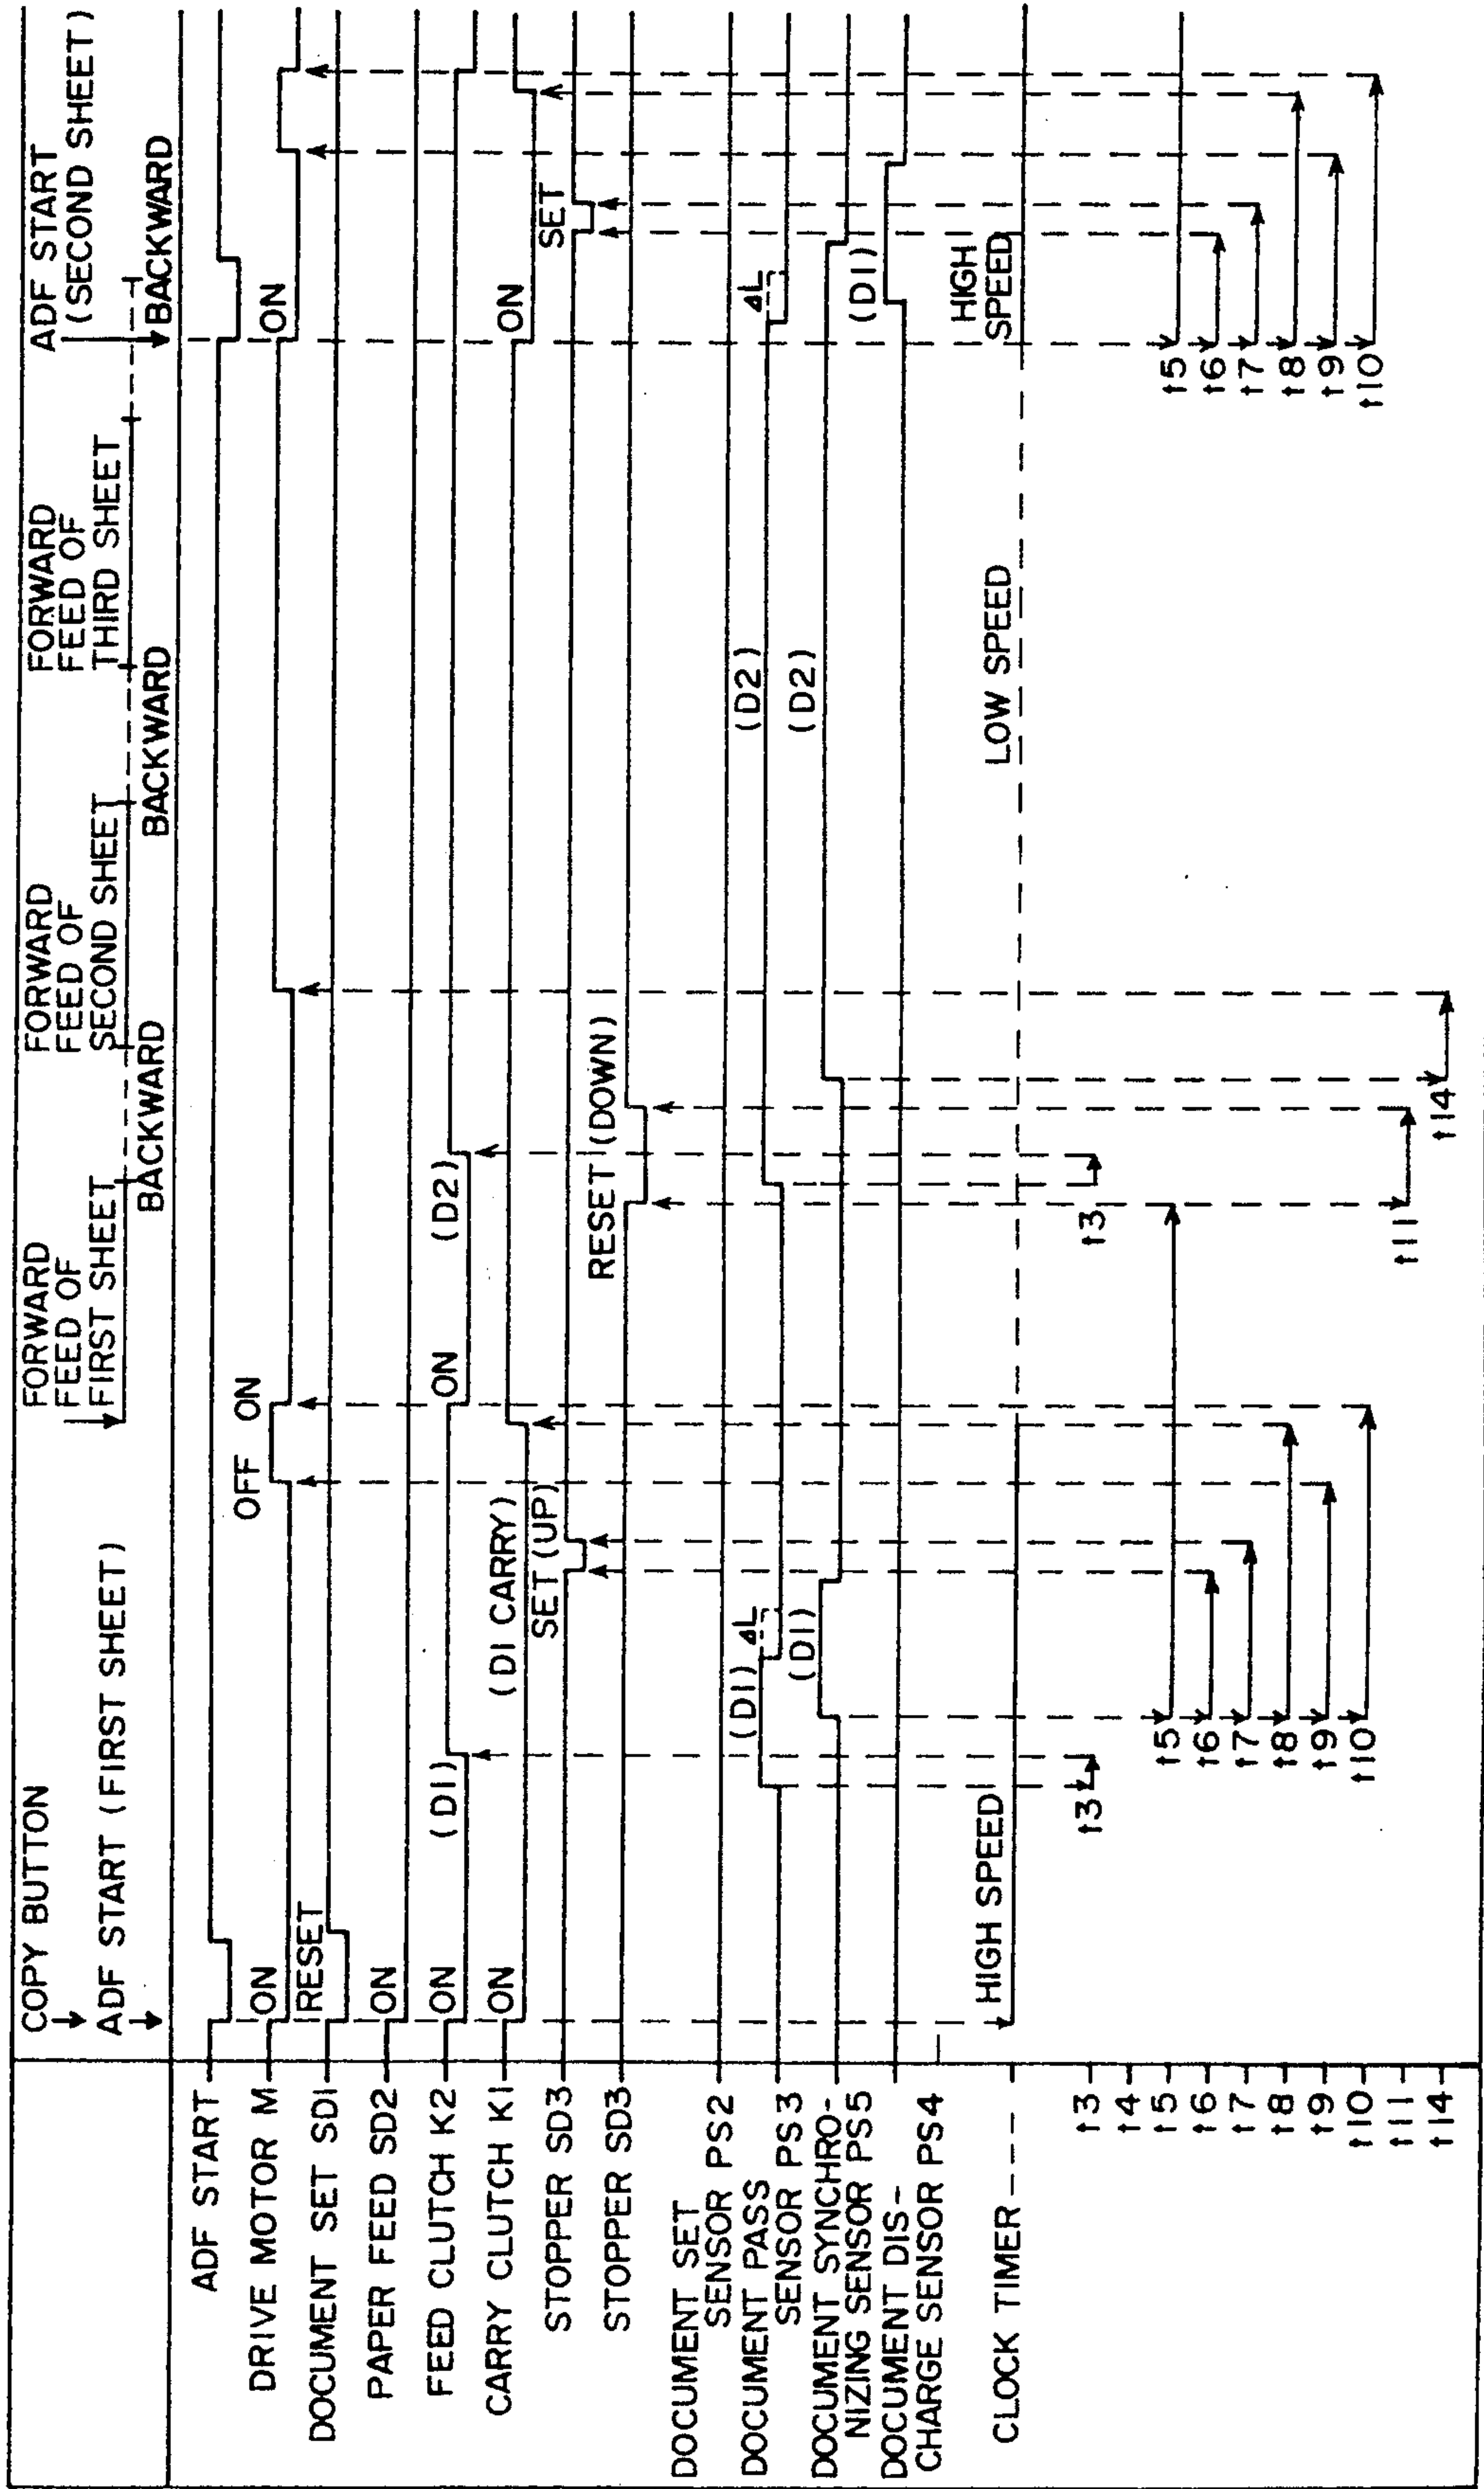 COPY BUTTON
ADF START (FIRST SHEET)
FORWARD
FEED OF
FIRST SHEET
BACKWARD
FORWARD
FEED OF
SECOND SHEET
BACKWARD
FORWARD
FEED OF
THIRD SHEET
ADF START
(SECOND SHEET)
BACKWARD
ADF START
DRIVE MOTOR M
ON
OFF ON
ON
DOCUMENT SET SD1
RESET
PAPER FEED SD2
ON
FEED CLUTCH K2
ON
(D1)
ON
(D2)
CARRY CLUTCH K1
ON
(D1 CARRY)
ON
STOPPER SD3
SET (UP)
SET
STOPPER SD3
RESET (DOWN)
DOCUMENT SET
SENSOR PS2
DOCUMENT PASS
SENSOR PS3
(D1)
ΔL
(D2)
ΔL
DOCUMENT SYNCHRO-
NIZING SENSOR PS5
(D1)
(D2)
DOCUMENT DIS-
CHARGE SENSOR PS4
(D1)
CLOCK TIMER
HIGH SPEED
LOW SPEED
HIGH
SPEED
t3
t3
t3
t4
t5
t5
t5
t6
t6
t6
t7
t7
t7
t8
t8
t8
t9
t9
t9
t10
t10
t10
t11
t11
t14
t14